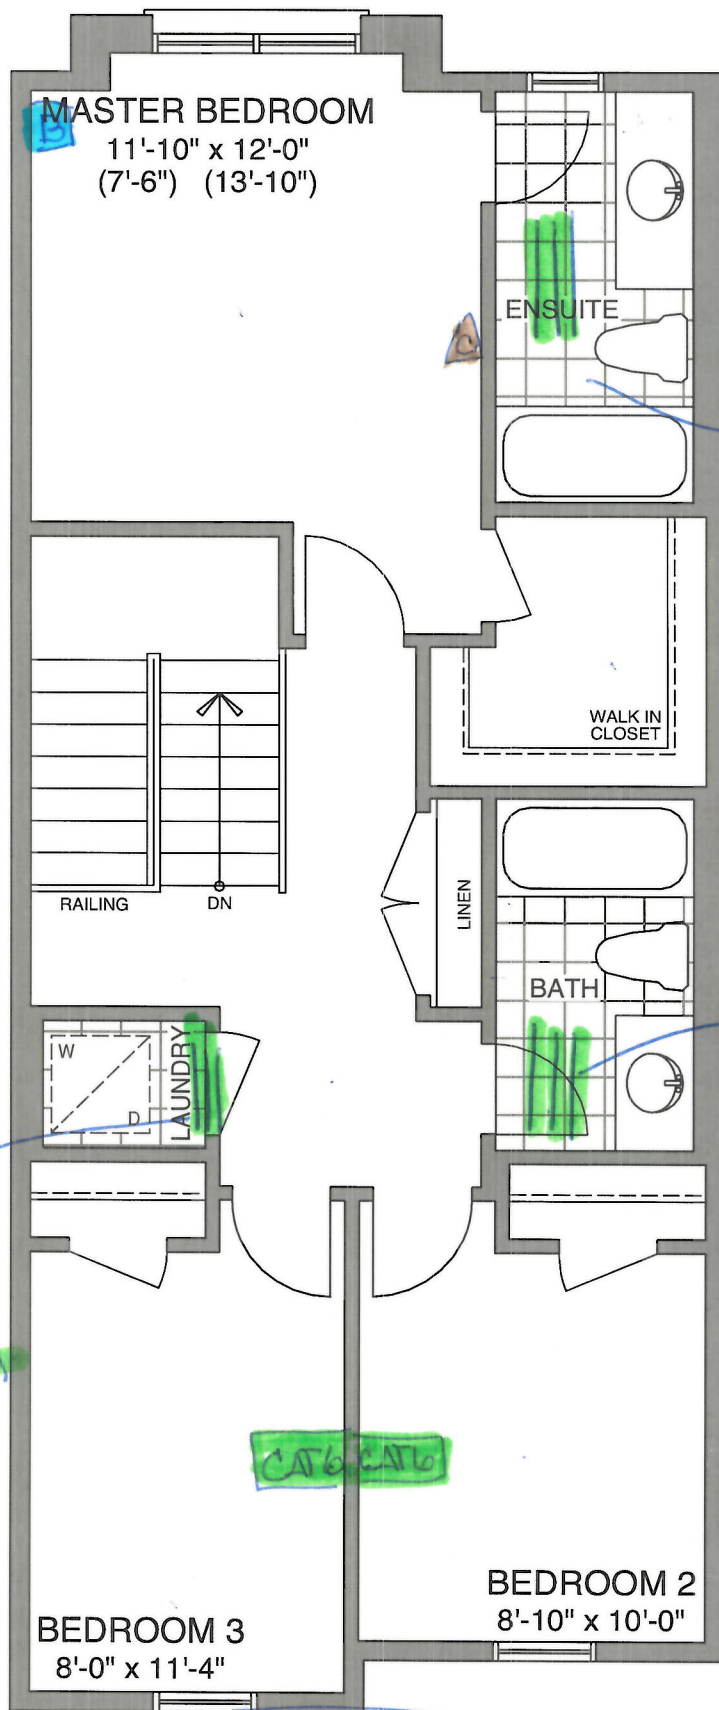 MASTER BEDROOM
B
11'-10" x 12'-0"
(7'-6") (13'-10")
ENSUITE
C
WALK IN
CLOSET
RAILING
DN
LINEN
BATH
W
D
LAUNDRY
CAT6 CAT6
BEDROOM 2
8'-10" x 10'-0"
BEDROOM 3
8'-0" x 11'-4"